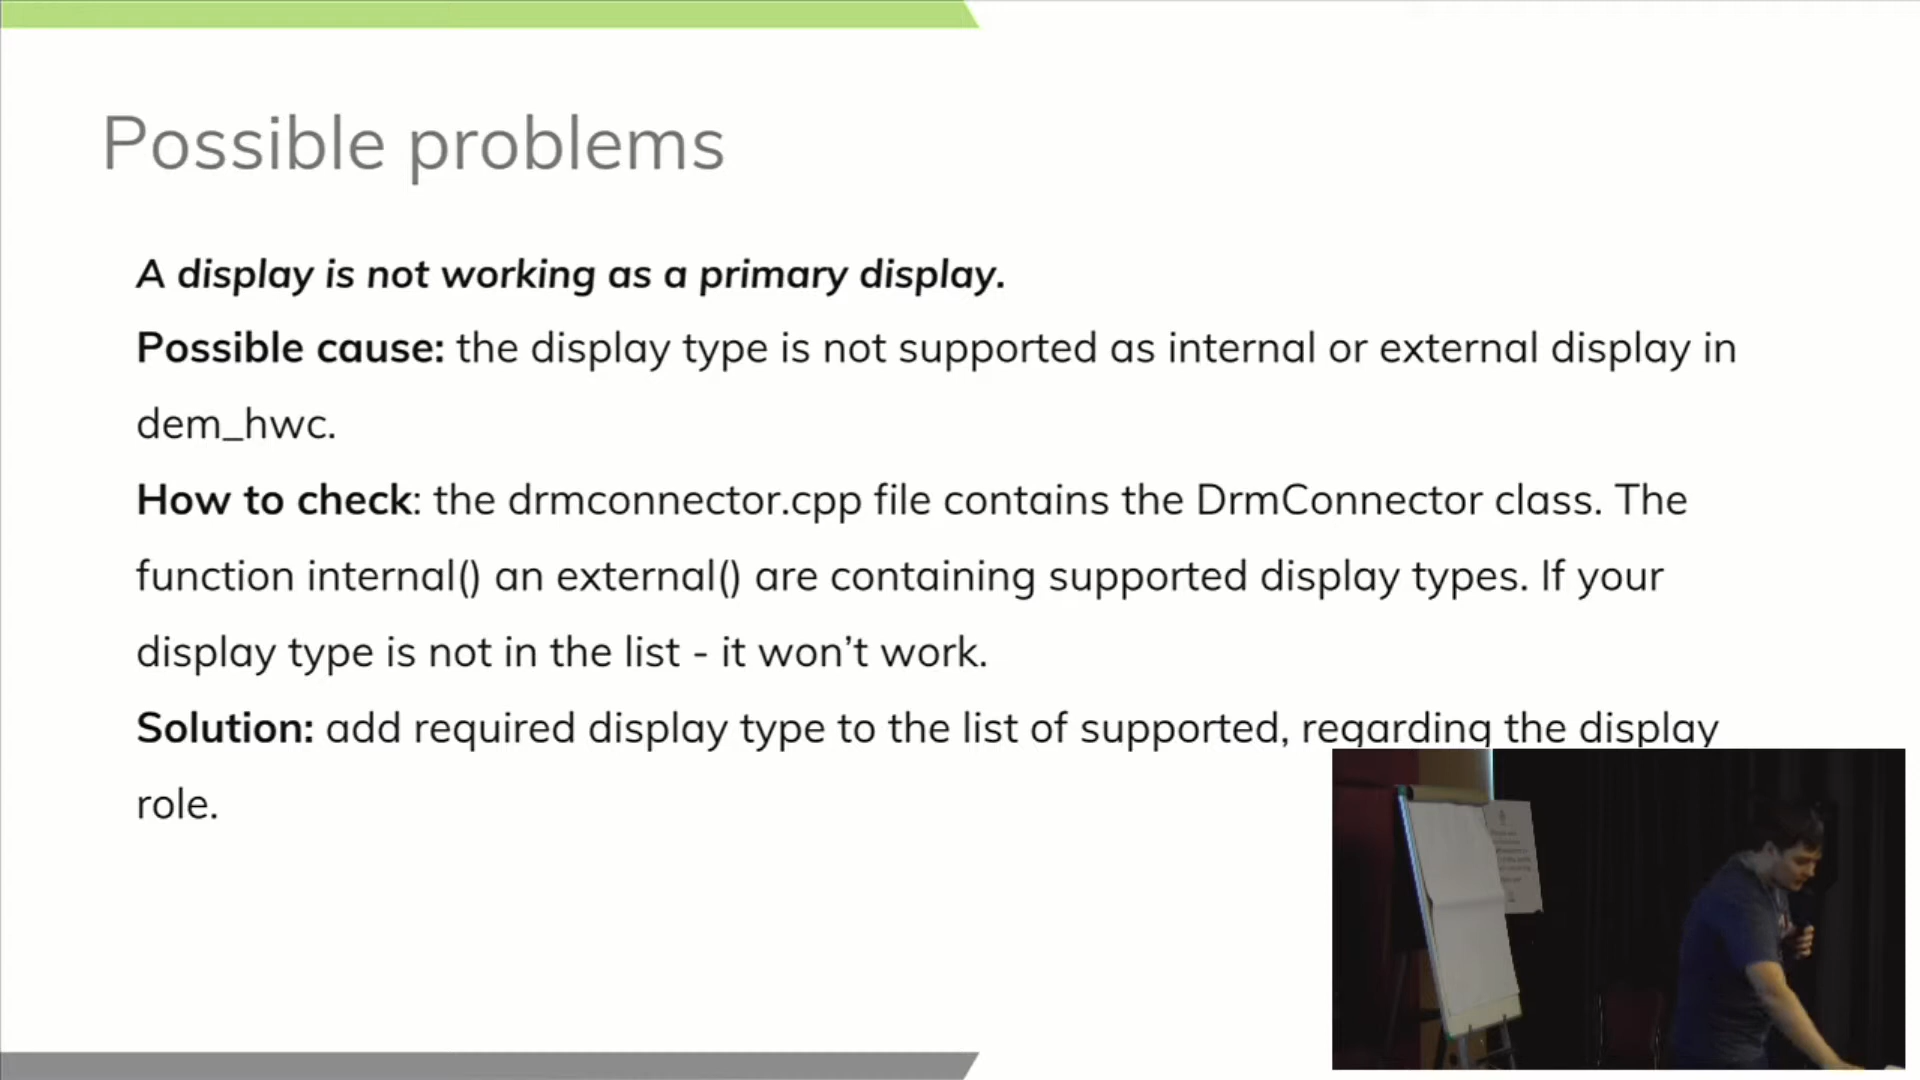 Possible problems
A display is not working as a primary display.
Possible cause: the display type is not supported as internal or external display in
dem_hwc.
How to check: the drmconnector.cpp file contains the DrmConnector class. The
function internal() an external() are containing supported display types. If your
display type is not in the list - it won’t work.
Solution: add required display type to the list of supported, regarding the display
role.